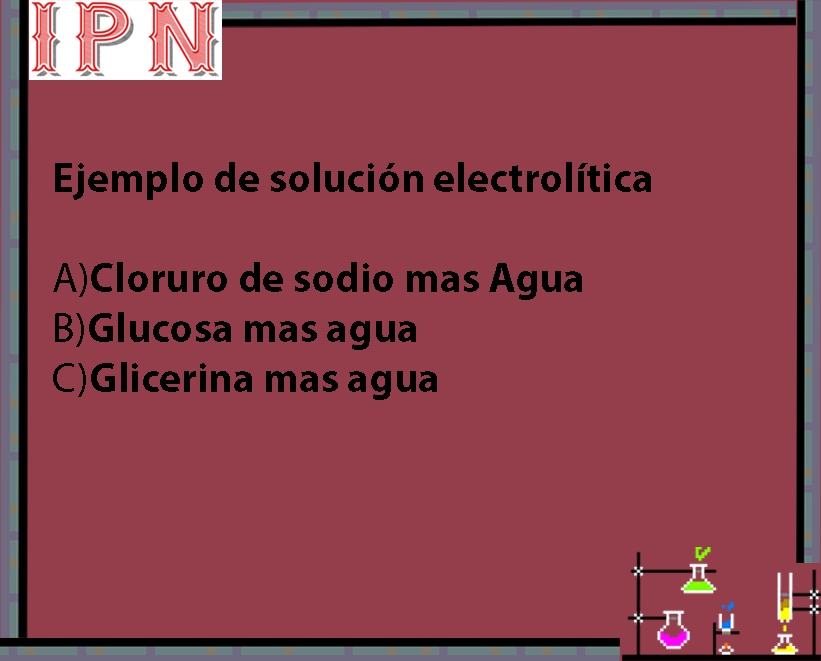 IPN
Ejemplo de solución electrolítica
A)Cloruro de sodio mas Agua
B)Glucosa mas agua
C)Glicerina mas agua